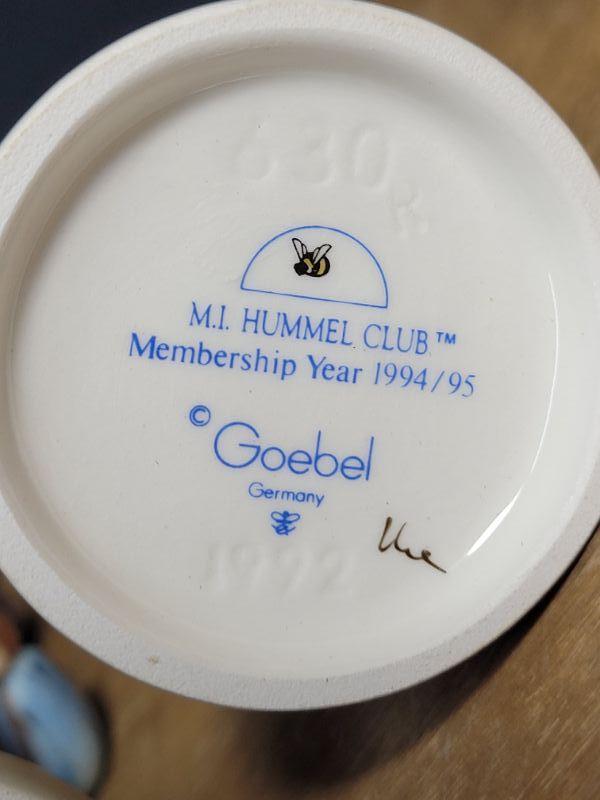 630
M.I. HUMMEL CLUB™
Membership Year 1994/95
© Goebel
Germany
1992